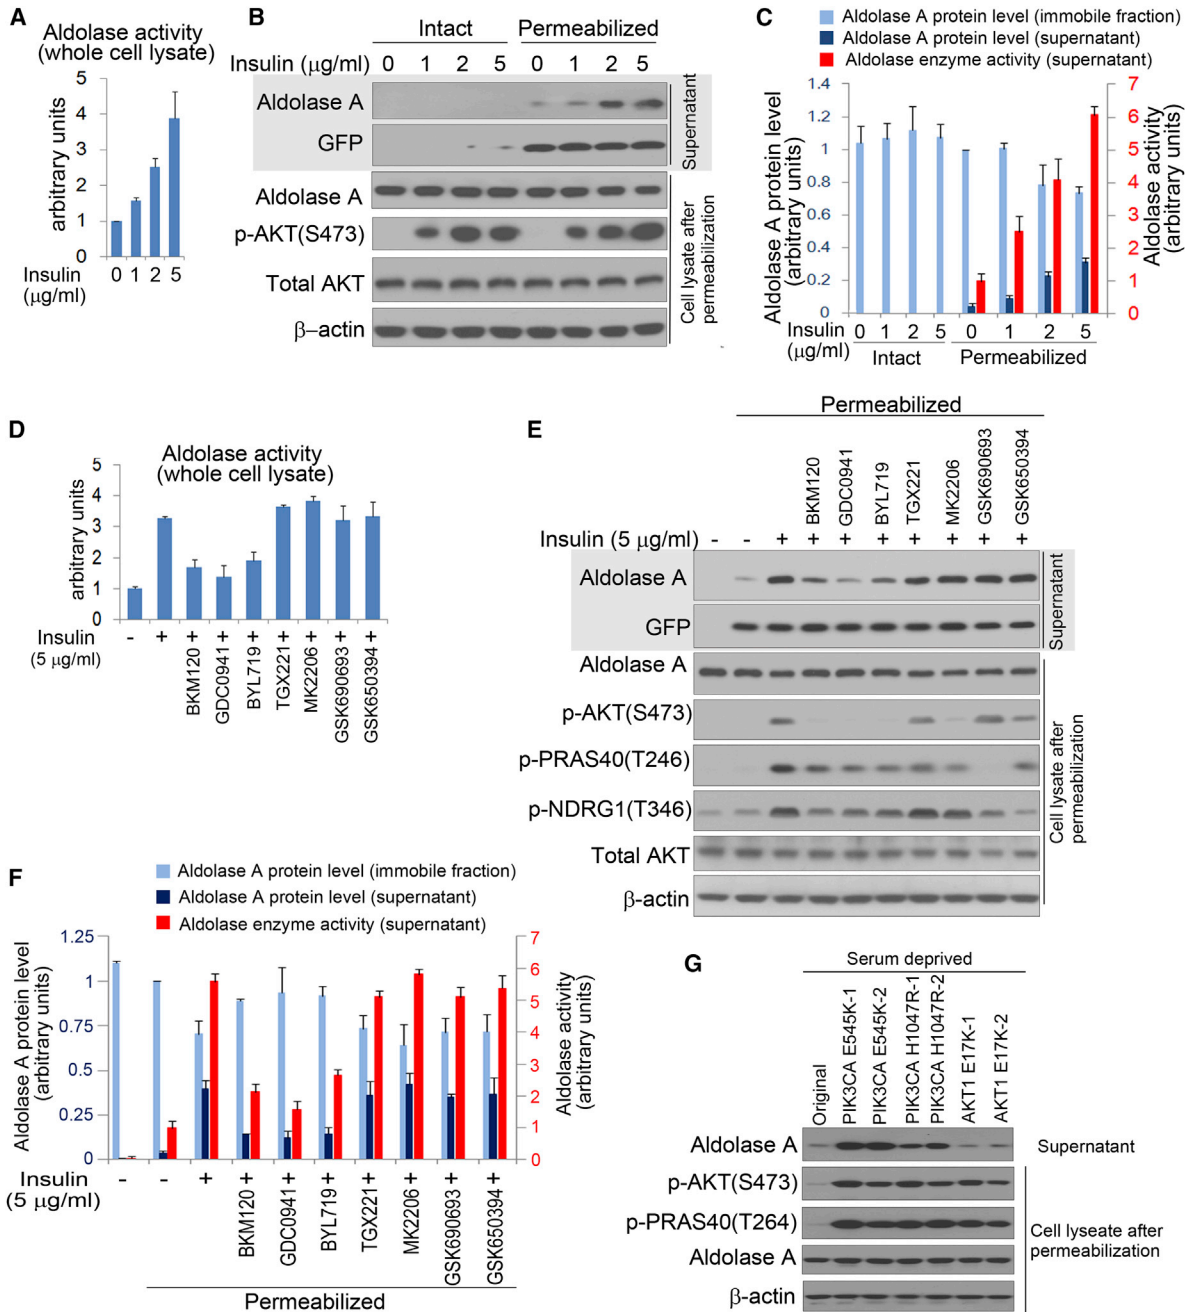 A
Aldolase activity
(whole cell lysate)
5
4
3
2
1
0
arbitrary units
Insulin
(μg/ml)
0 1 2 5
B
Intact Permeabilized
Insulin (μg/ml) 0 1 2 5 0 1 2 5
Aldolase A
GFP
Supernatant
Aldolase A
p-AKT(S473)
Total AKT
β–actin
Cell lysate after
permeabilization
C
Aldolase A protein level (immobile fraction)
Aldolase A protein level (supernatant)
Aldolase enzyme activity (supernatant)
Aldolase A protein level
(arbitrary units)
1.4
1.2
1
0.8
0.6
0.4
0.2
0
7
6
5
4
3
2
1
0
Aldolase activity
(arbitrary units)
Insulin
(μg/ml)
0 1 2 5 0 1 2 5
Intact Permeabilized
D
Aldolase activity
(whole cell lysate)
5
4
3
2
1
0
arbitrary units
Insulin
(5 μg/ml)
- + + + + + + + +
BKM120
GDC0941
BYL719
TGX221
MK2206
GSK690693
GSK650394
E
Permeabilized
BKM120
GDC0941
BYL719
TGX221
MK2206
GSK690693
GSK650394
Insulin (5 μg/ml) - - + + + + + + + +
Aldolase A
GFP
Supernatant
Aldolase A
p-AKT(S473)
p-PRAS40(T246)
p-NDRG1(T346)
Total AKT
β-actin
Cell lysate after
permeabilization
F
Aldolase A protein level (immobile fraction)
Aldolase A protein level (supernatant)
Aldolase enzyme activity (supernatant)
Aldolase A protein level
(arbitrary units)
1.25
1
0.75
0.5
0.25
0
7
6
5
4
3
2
1
0
Aldolase activity
(arbitrary units)
Insulin
(5 μg/ml)
- - + + + + + + + +
BKM120
GDC0941
BYL719
TGX221
MK2206
GSK690693
GSK650394
Permeabilized
G
Serum deprived
Original
PIK3CA E545K-1
PIK3CA E545K-2
PIK3CA H1047R-1
PIK3CA H1047R-2
AKT1 E17K-1
AKT1 E17K-2
Aldolase A
Supernatant
p-AKT(S473)
p-PRAS40(T264)
Aldolase A
β-actin
Cell lyseate after
permeabilization